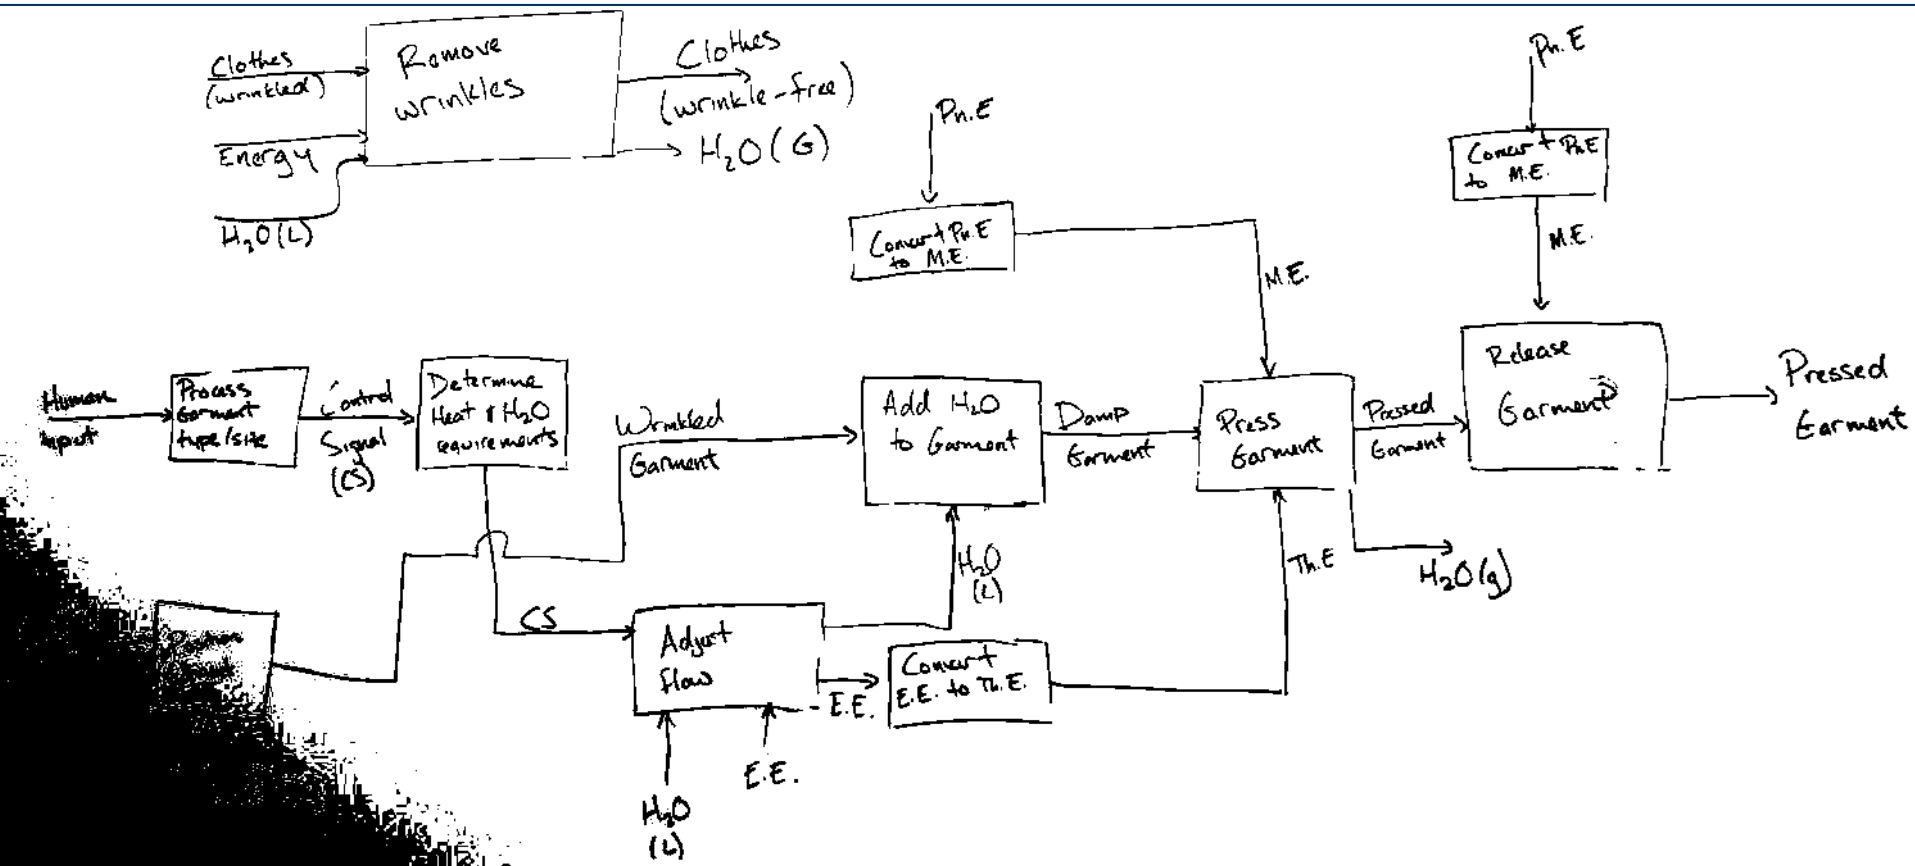 Clothes
(wrinkled)
Energy
H₂O(L)
Remove
wrinkles
Clothes
(wrinkle-free)
H₂O(G)
Pn.E
Convert Pn.E
to M.E.
M.E.
Pn.E
Convert Pn.E
to M.E.
M.E.
Human
input
Process
Garment
type/size
Control
Signal
(CS)
Determine
Heat & H₂O
requirements
Wrinkled
Garment
Add H₂O
to Garment
Damp
Garment
Press
Garment
Pressed
Garment
Release
Garment
Pressed
Garment
H₂O(g)
Th.E
H₂O
(L)
CS
Adjust
flow
E.E.
Convert
E.E. to Th.E.
H₂O
(L)
E.E.